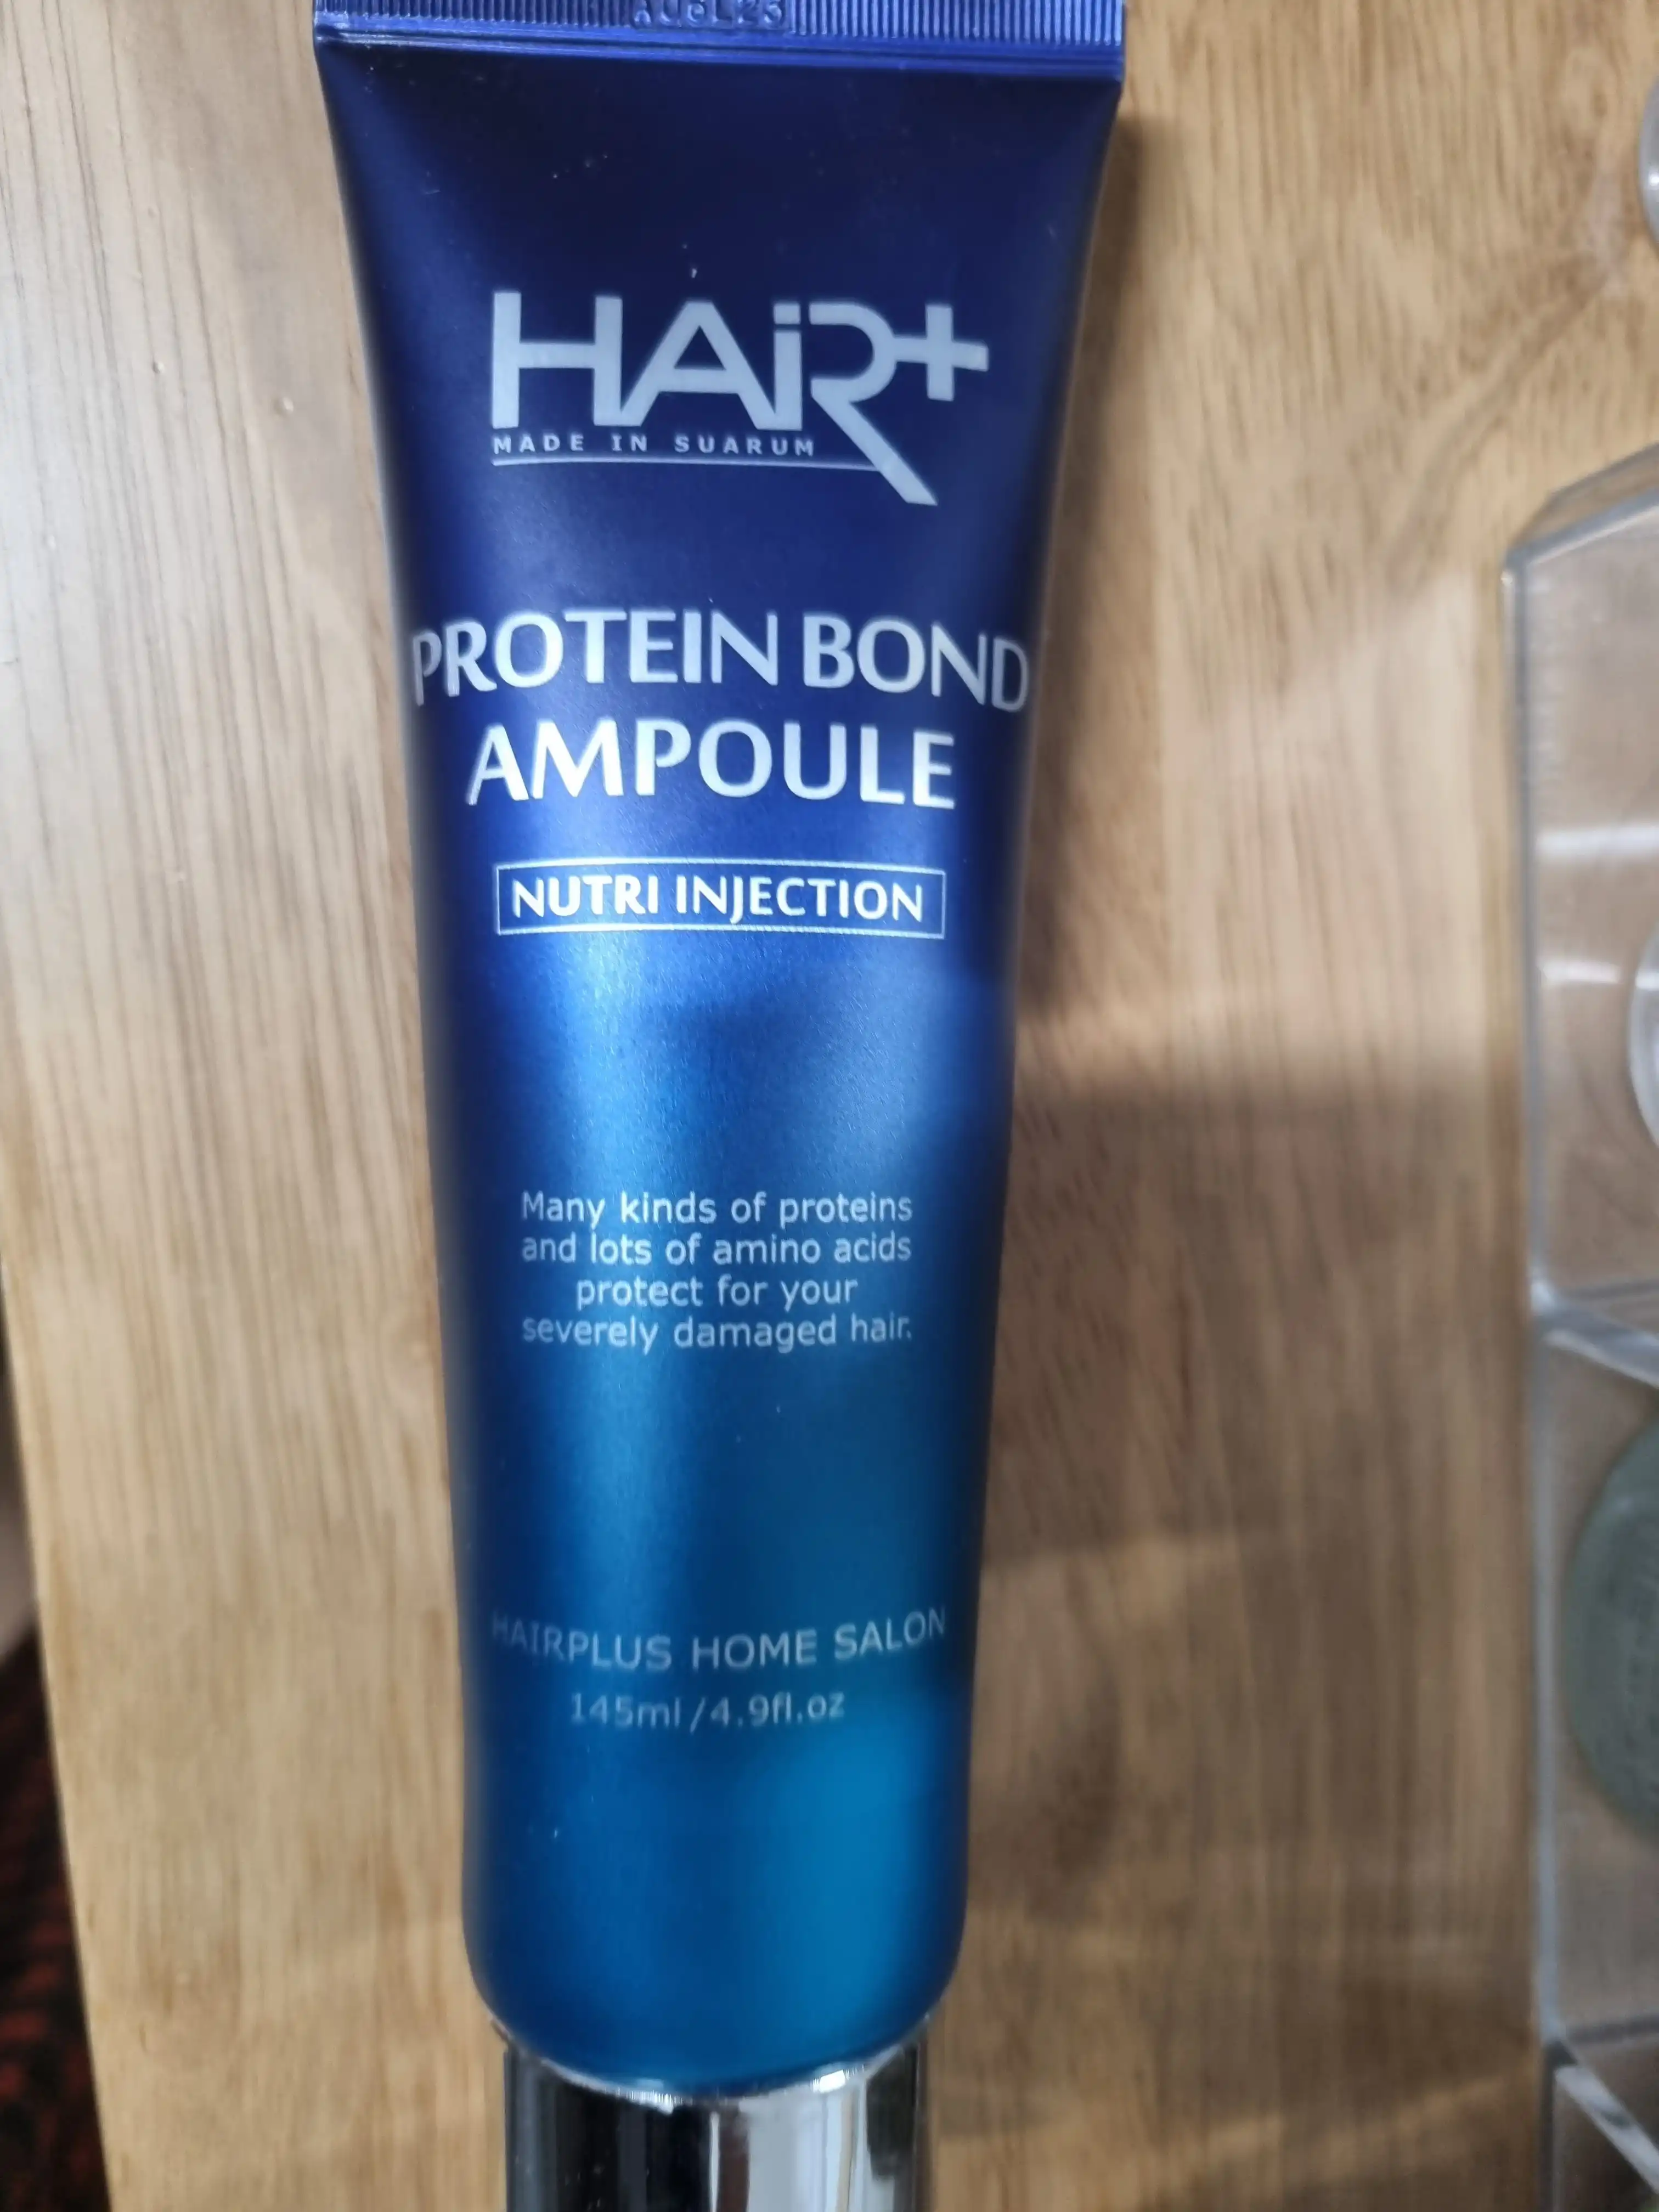 HAiR+
MADE IN SUARUM
PROTEIN BOND
AMPOULE
NUTRI INJECTION
Many kinds of proteins
and lots of amino acids
protect for your
severely damaged hair.
HAIRPLUS HOME SALON
145ml/4.9fl.oz